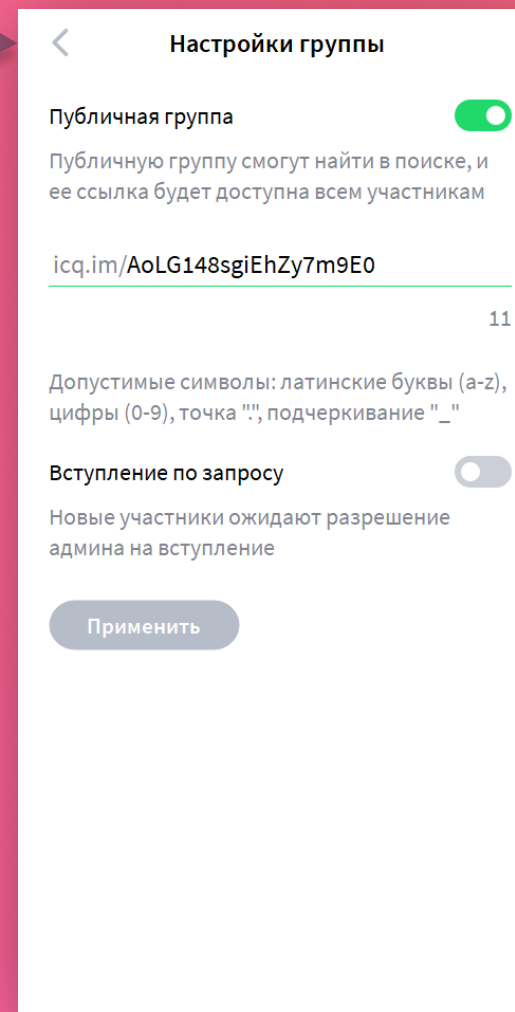 Настройки группы
Публичная группа
Публичную группу смогут найти в поиске, и
ее ссылка будет доступна всем участникам
icq.im/AoLG148sgiEhZy7m9E0
11
Допустимые символы: латинские буквы (a-z),
цифры (0-9), точка ".", подчеркивание "_"
Вступление по запросу
Новые участники ожидают разрешение
админа на вступление
Применить